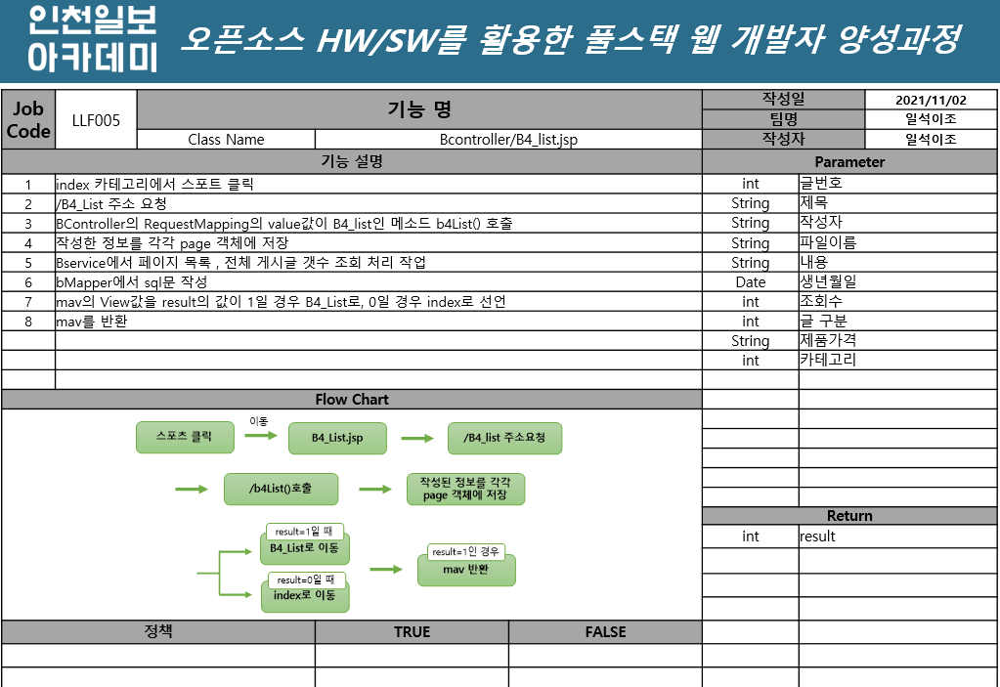 인천일보
아카데미
오픈소스 HW/SW를 활용한 풀스택 웹 개발자 양성과정
Job Code
LLF005
기능 명
작성일
2021/11/02
팀명
일석이조
Class Name
Bcontroller/B4_list.jsp
작성자
일석이조
기능 설명
Parameter
1 index 카테고리에서 스포트 클릭
int 글번호
2 /B4_List 주소 요청
String 제목
3 BController의 RequestMapping의 value값이 B4_list인 메소드 b4List() 호출
String 작성자
4 작성한 정보를 각각 page 객체에 저장
String 파일이름
5 Bservice에서 페이지 목록 , 전체 게시글 갯수 조회 처리 작업
String 내용
6 bMapper에서 sql문 작성
Date 생년월일
7 mav의 View값을 result의 값이 1일 경우 B4_List로, 0일 경우 index로 선언
int 조회수
8 mav를 반환
int 글 구분
String 제품가격
int 카테고리
Flow Chart
스포츠 클릭
이동
B4_List.jsp
/B4_list 주소요청
/b4List()호출
작성된 정보를 각각
page 객체에 저장
result=1일 때
B4_List로 이동
result=0일 때
index로 이동
result=1인 경우
mav 반환
Return
int result
정책
TRUE
FALSE